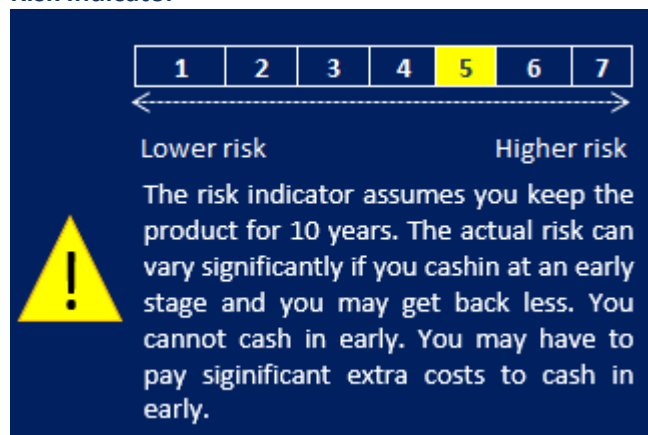 1 2 3 4 5 6 7
Lower risk Higher risk
The risk indicator assumes you keep the
product for 10 years. The actual risk can
vary significantly if you cashin at an early
stage and you may get back less. You
cannot cash in early. You may have to
pay siginificant extra costs to cash in
early.
!